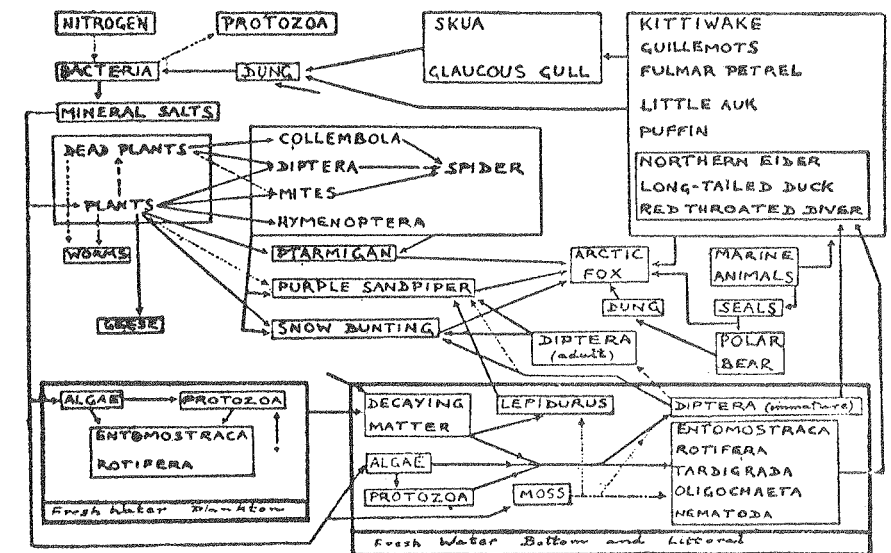 NITROGEN
PROTOZOA
BACTERIA
DUNG
MINERAL SALTS
SKUA
GLAUCOUS GULL
KITTIWAKE
GUILLEMOTS
FULMAR PETREL
LITTLE AUK
PUFFIN
NORTHERN EIDER
LONG-TAILED DUCK
RED THROATED DIVER
DEAD PLANTS
PLANTS
WORMS
GEESE
COLLEMBOLA
DIPTERA
SPIDER
MITES
HYMENOPTERA
PTARMIGAN
PURPLE SANDPIPER
SNOW BUNTING
ARCTIC
FOX
MARINE
ANIMALS
DUNG
SEALS
POLAR
BEAR
DIPTERA
(adult)
ALGAE
PROTOZOA
ENTOMOSTRACA
ROTIFERA
Fresh Water Plankton
DECAYING
MATTER
LEPIDURUS
DIPTERA (immature)
ALGAE
PROTOZOA
MOSS
ENTOMOSTRACA
ROTIFERA
TARDIGRADA
OLIGOCHAETA
NEMATODA
Fresh Water Bottom and Littoral